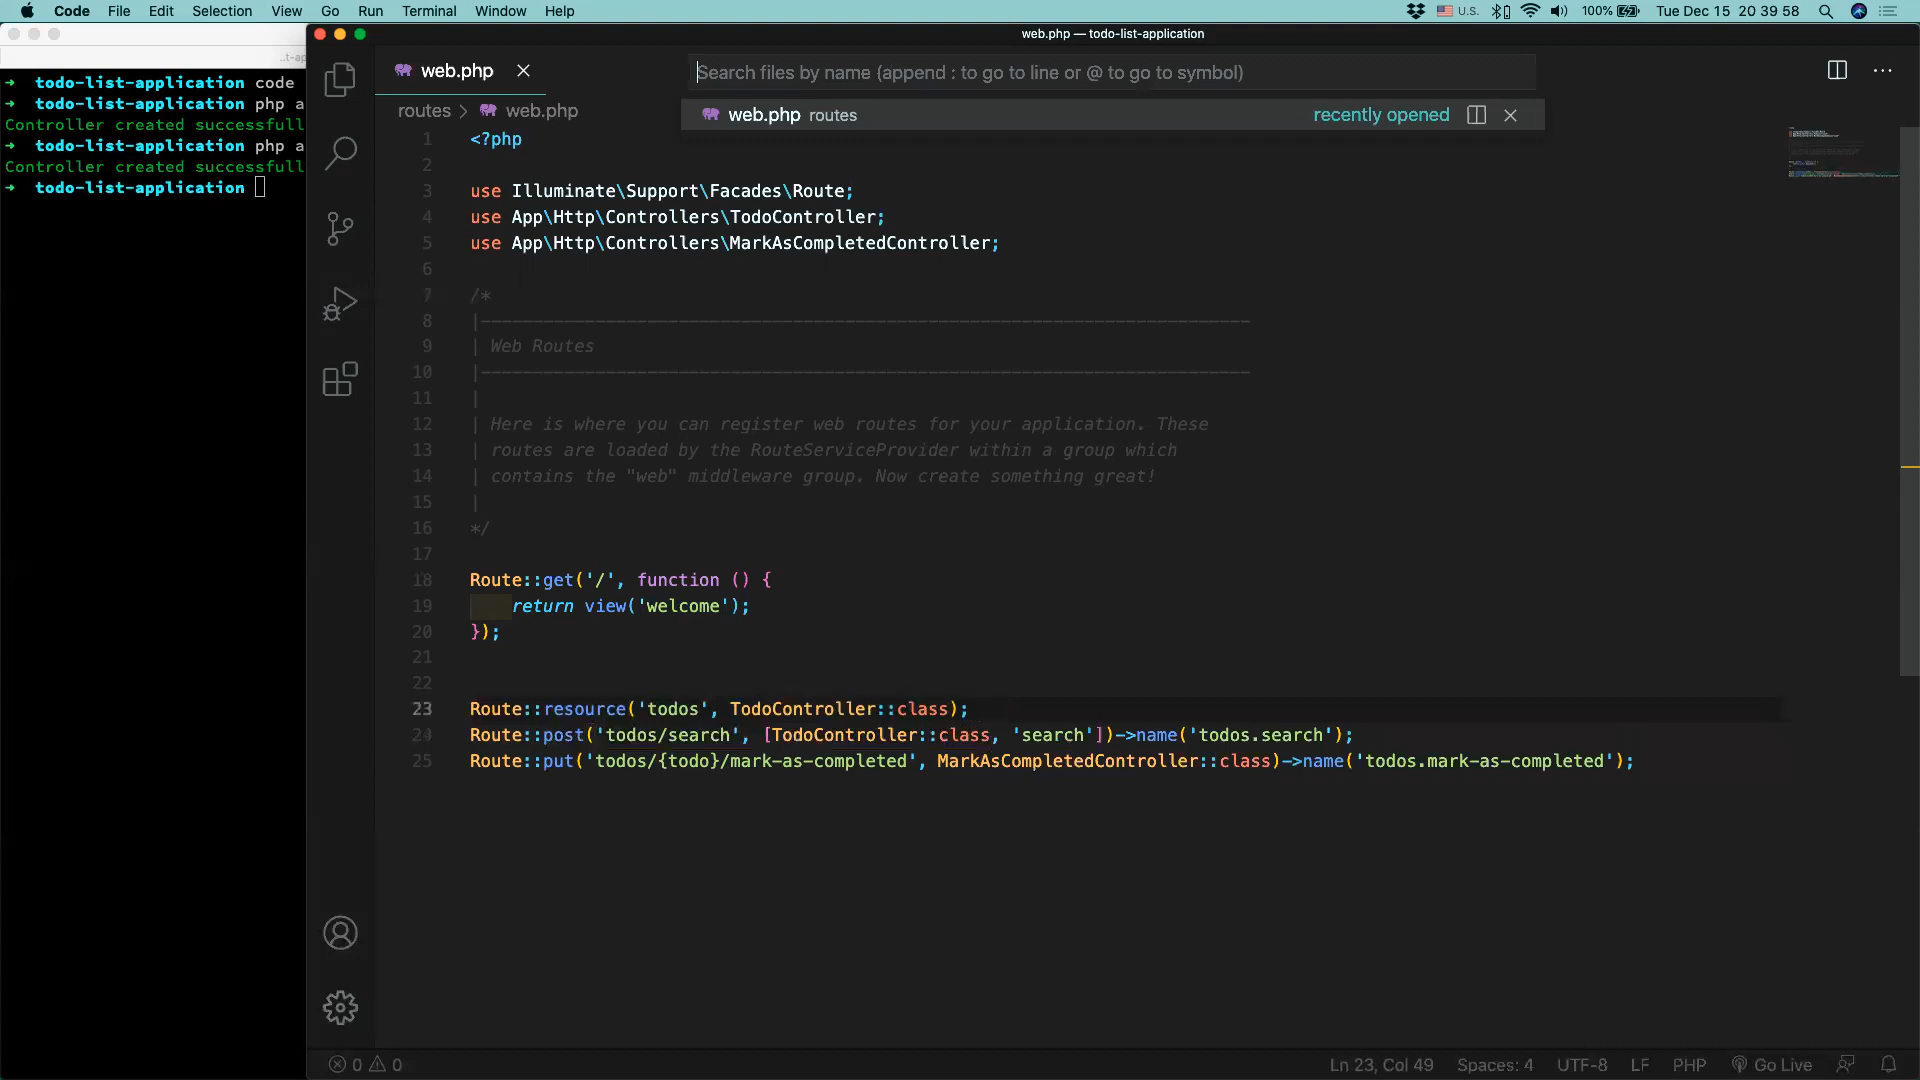 Code File Edit Selection View Go Run Terminal Window Help
U.S. 100% Tue Dec 15 20 39 58
..t-ap
➜ todo-list-application code
➜ todo-list-application php a
Controller created successfull
➜ todo-list-application php a
Controller created successfull
➜ todo-list-application
web.php — todo-list-application
web.php
Search files by name (append : to go to line or @ to go to symbol)
routes > web.php
web.php routes recently opened
1 <?php
2
3 use Illuminate\Support\Facades\Route;
4 use App\Http\Controllers\TodoController;
5 use App\Http\Controllers\MarkAsCompletedController;
6
7 /*
8 |--------------------------------------------------------------------------
9 | Web Routes
10 |--------------------------------------------------------------------------
11 |
12 | Here is where you can register web routes for your application. These
13 | routes are loaded by the RouteServiceProvider within a group which
14 | contains the "web" middleware group. Now create something great!
15 |
16 */
17
18 Route::get('/', function () {
19 return view('welcome');
20 });
21
22
23 Route::resource('todos', TodoController::class);
24 Route::post('todos/search', [TodoController::class, 'search'])->name('todos.search');
25 Route::put('todos/{todo}/mark-as-completed', MarkAsCompletedController::class)->name('todos.mark-as-completed');
0 0
Ln 23, Col 49 Spaces: 4 UTF-8 LF PHP Go Live